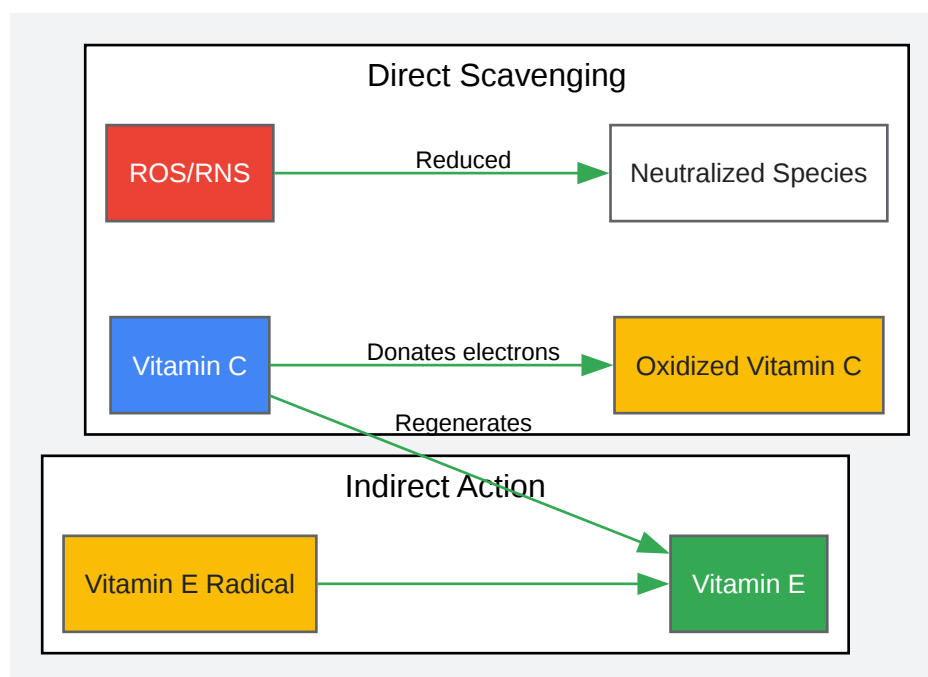 Direct Scavenging
ROS/RNS
Reduced
Neutralized Species
Vitamin C
Donates electrons
Oxidized Vitamin C
Regenerates
Indirect Action
Vitamin E Radical
Vitamin E